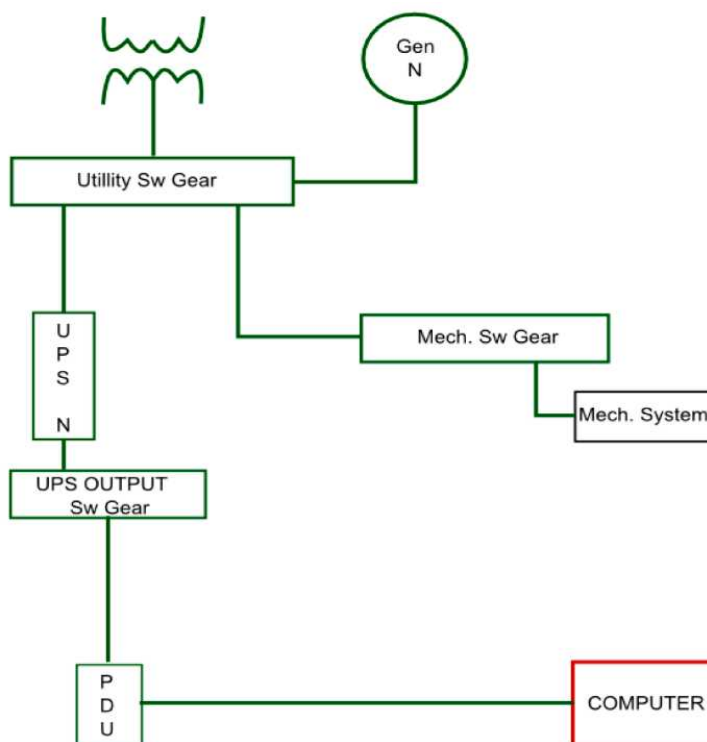 Gen
N
Utillity Sw Gear
U
P
S
N
Mech. Sw Gear
Mech. System
UPS OUTPUT
Sw Gear
P
D
U
COMPUTER